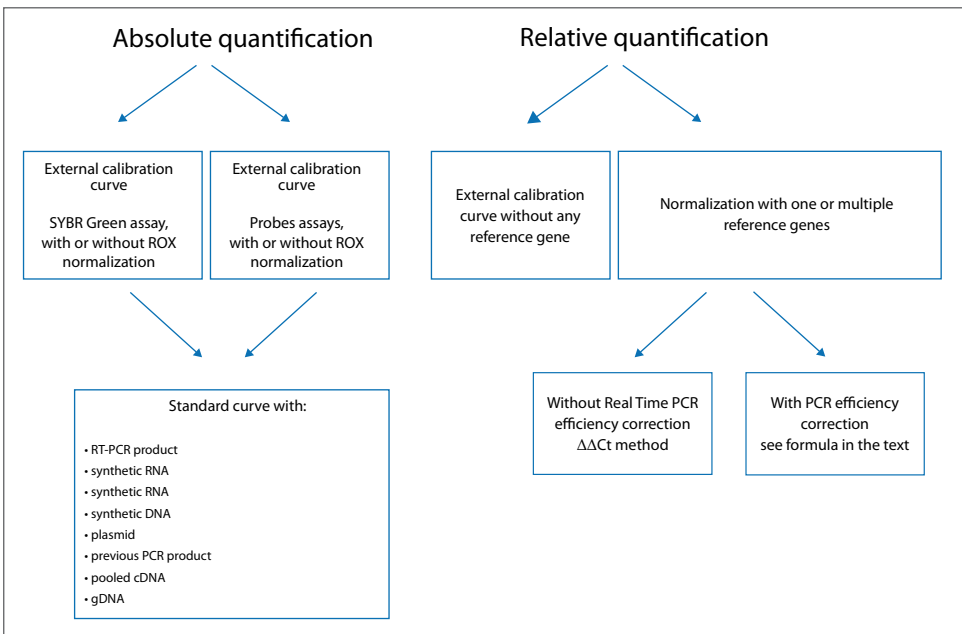 Absolute quantification
Relative quantification
External calibration
curve
SYBR Green assay,
with or without ROX
normalization
External calibration
curve
Probes assays,
with or without ROX
normalization
External calibration
curve without any
reference gene
Normalization with one or multiple
reference genes
Standard curve with:
• RT-PCR product
• synthetic RNA
• synthetic RNA
• synthetic DNA
• plasmid
• previous PCR product
• pooled cDNA
• gDNA
Without Real Time PCR
efficiency correction
ΔΔCt method
With PCR efficiency
correction
see formula in the text